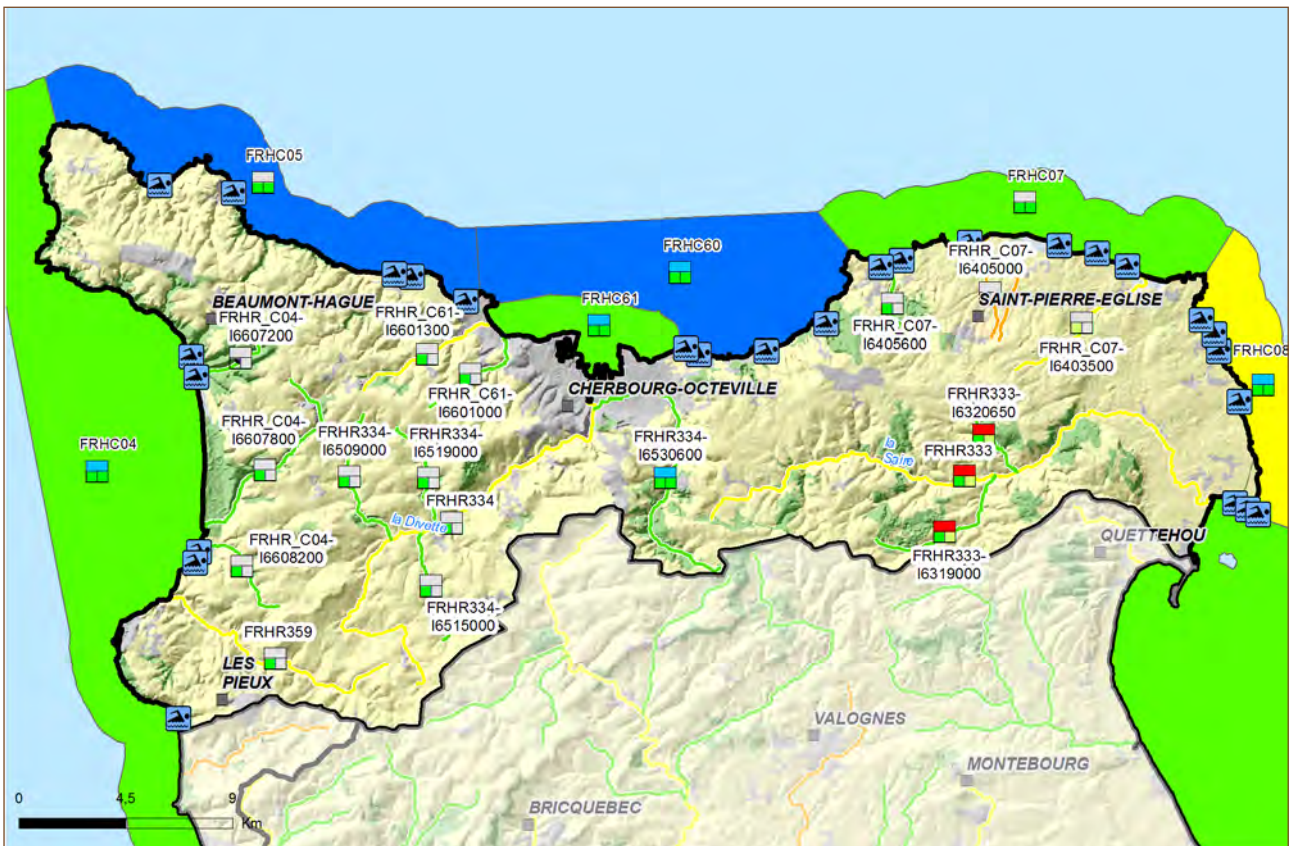 FRHC05
FRHC07
FRHC60
FRHR_C07-
I6405000
BEAUMONT-HAGUE
SAINT-PIERRE-EGLISE
FRHR_C04-
I6607200
FRHR_C61-
I6601300
FRHC61
FRHR_C07-
I6405600
FRHR_C07-
I6403500
FRHC08
FRHR_C61-
I6601000
CHERBOURG-OCTEVILLE
FRHR333-
I6320650
FRHC04
FRHR_C04-
I6607800
FRHR334-
I6509000
FRHR334-
I6519000
FRHR334-
I6530600
la
Saire
FRHR333
FRHR334
la Divette
QUETTEHOU
FRHR_C04-
I6608200
FRHR333-
I6319000
FRHR334-
I6515000
FRHR359
LES
PIEUX
VALOGNES
MONTEBOURG
BRICQUEBEC
0 4,5 9
Km